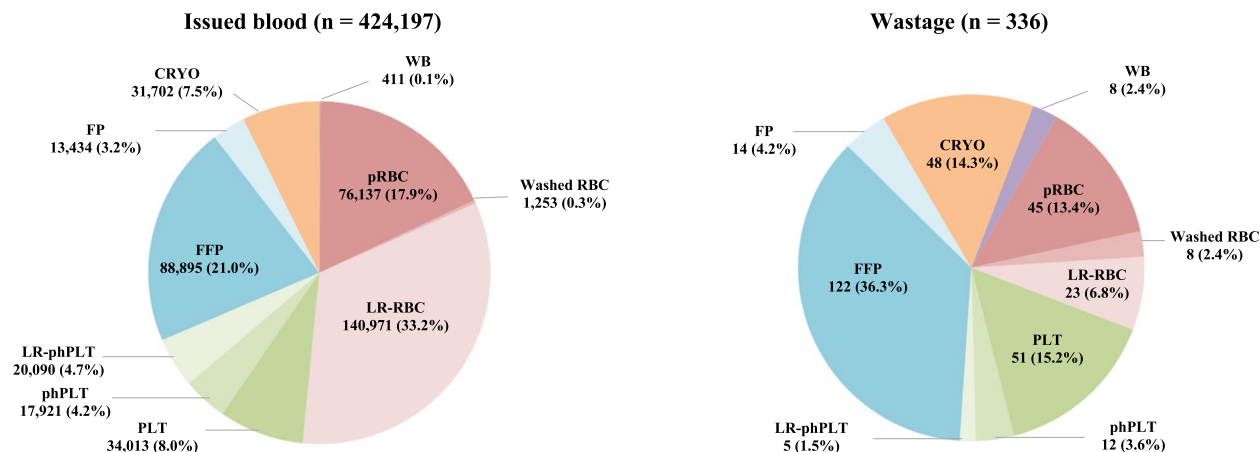 Issued blood (n = 424,197)
WB
411 (0.1%)
CRYO
31,702 (7.5%)
FP
13,434 (3.2%)
pRBC
76,137 (17.9%)
Washed RBC
1,253 (0.3%)
FFP
88,895 (21.0%)
LR-RBC
140,971 (33.2%)
LR-phPLT
20,090 (4.7%)
phPLT
17,921 (4.2%)
PLT
34,013 (8.0%)
Wastage (n = 336)
WB
8 (2.4%)
FP
14 (4.2%)
CRYO
48 (14.3%)
pRBC
45 (13.4%)
Washed RBC
8 (2.4%)
FFP
122 (36.3%)
LR-RBC
23 (6.8%)
PLT
51 (15.2%)
LR-phPLT
5 (1.5%)
phPLT
12 (3.6%)